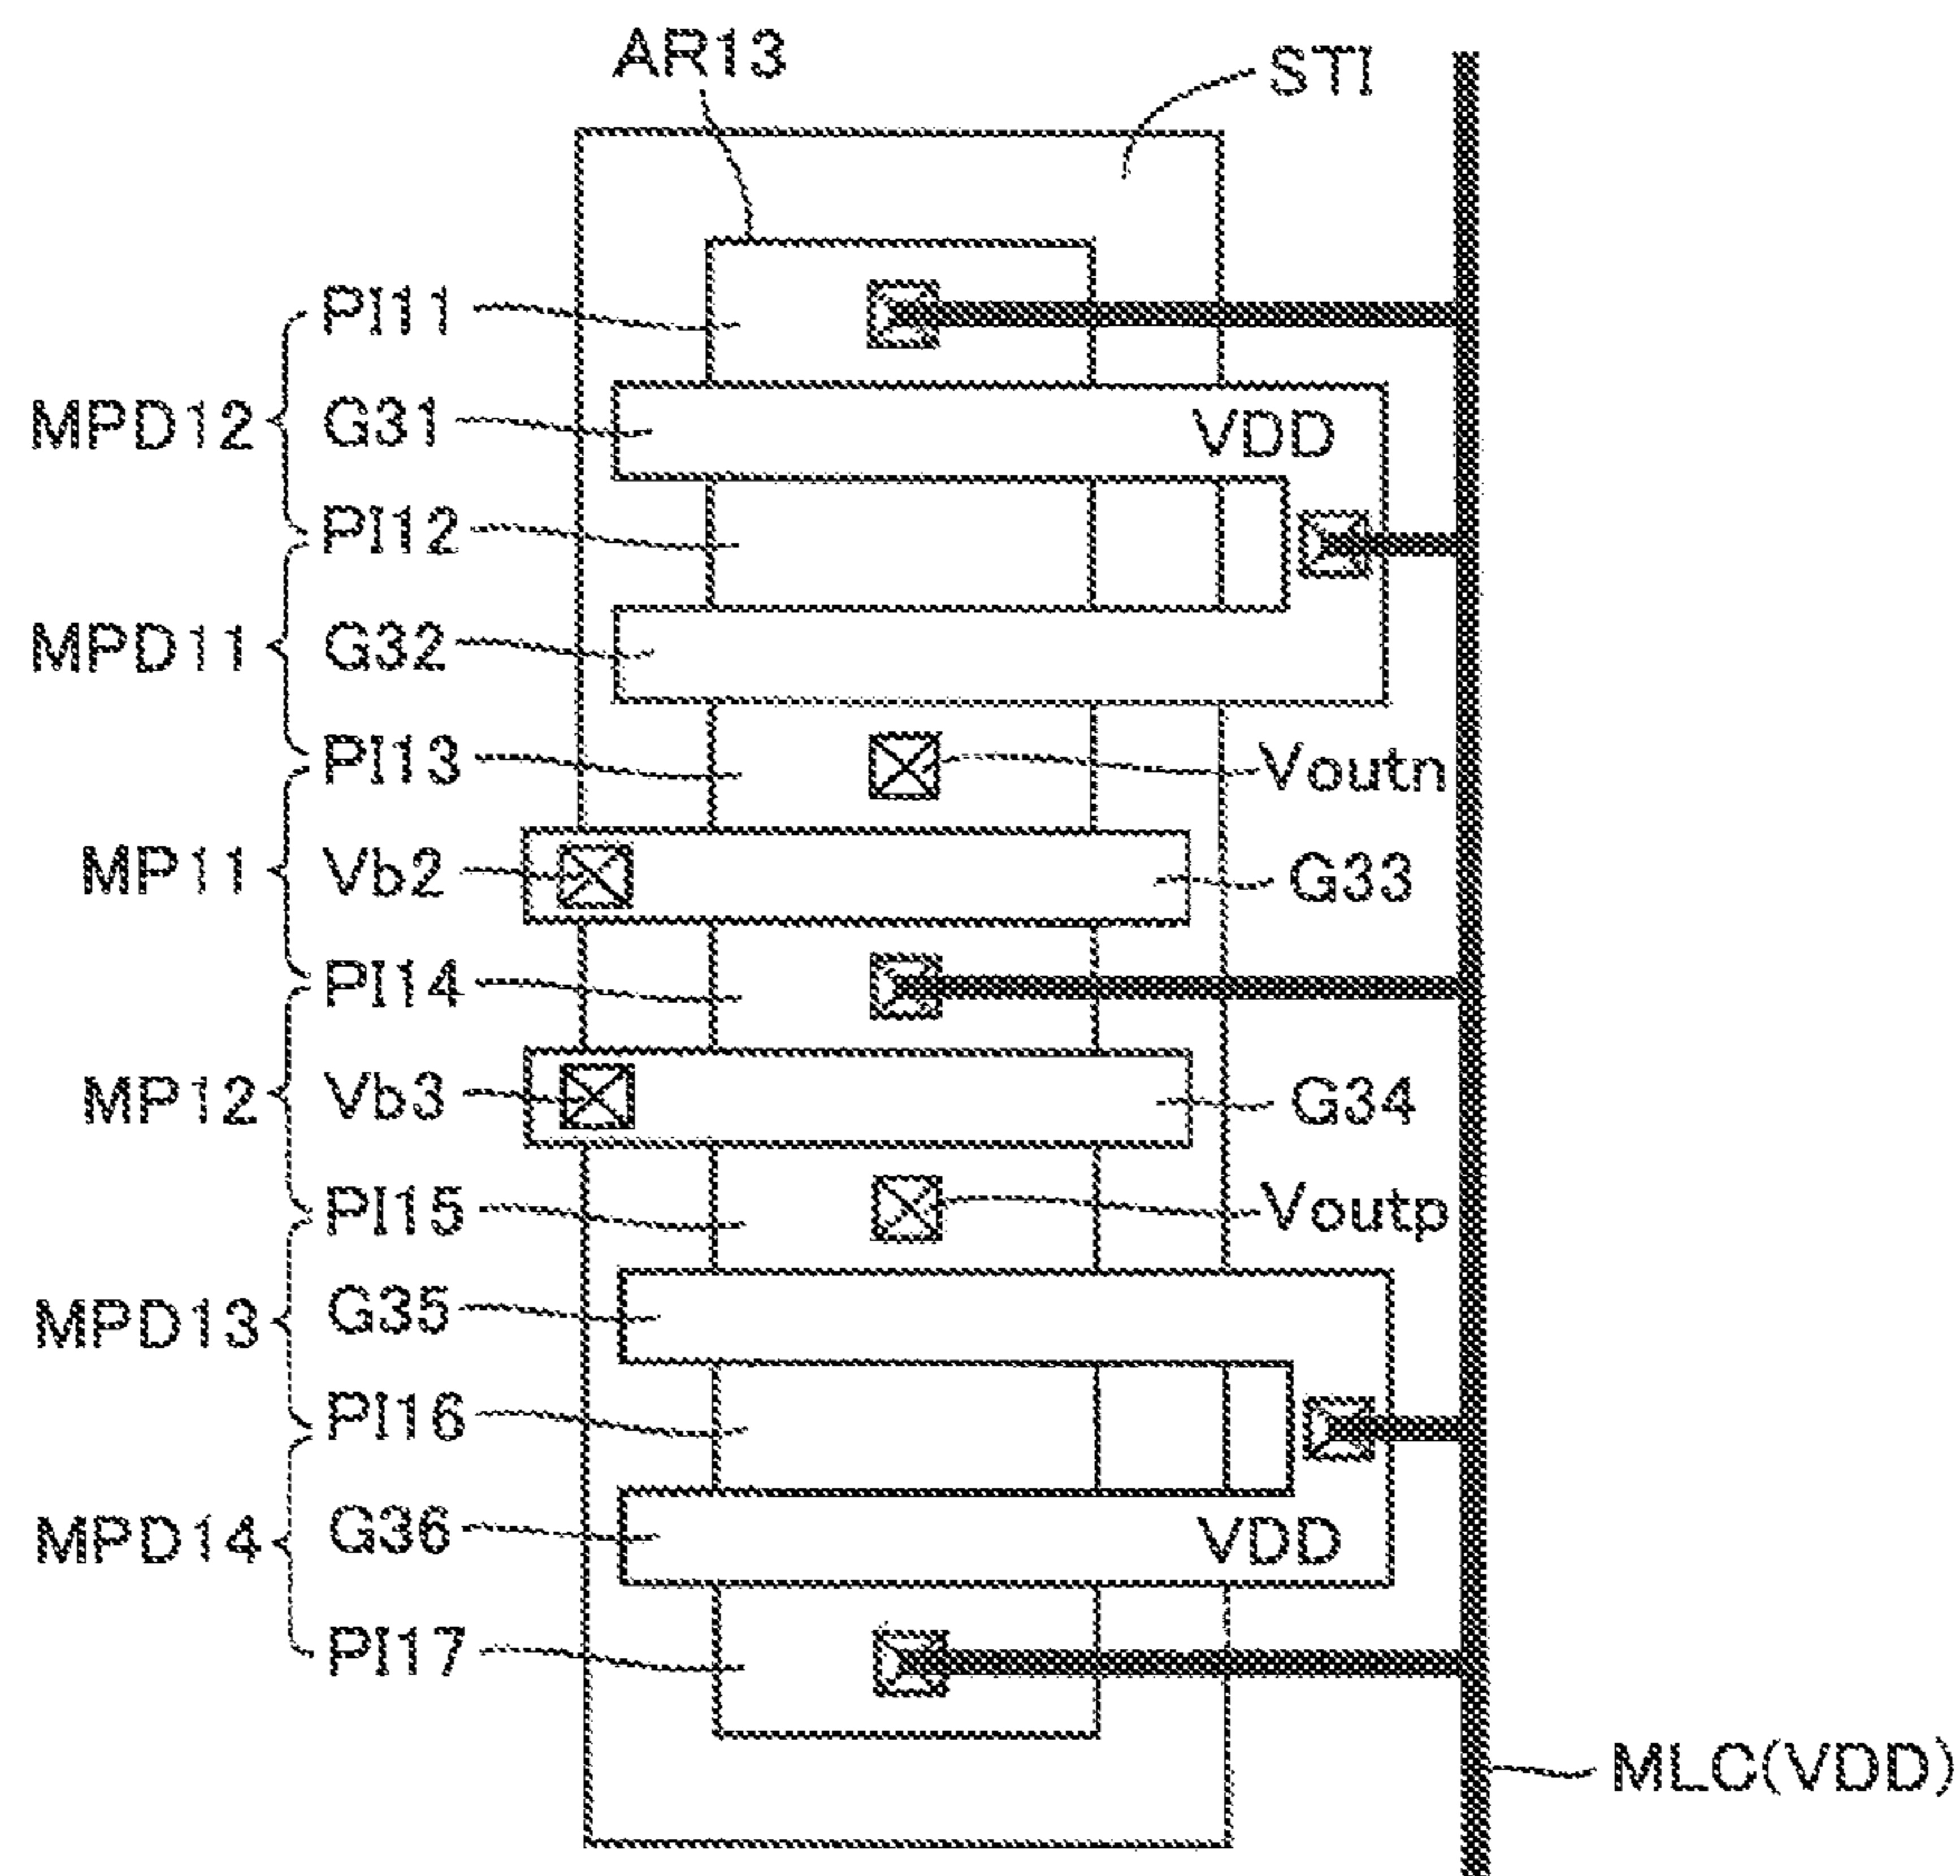 AR13
STI
PI11
MPD12
G31
VDD
PI12
MPD11
G32
PI13
Voutn
MP11
Vb2
G33
PI14
MP12
Vb3
G34
PI15
Voutp
MPD13
G35
PI16
MPD14
G36
VDD
PI17
MLC(VDD)